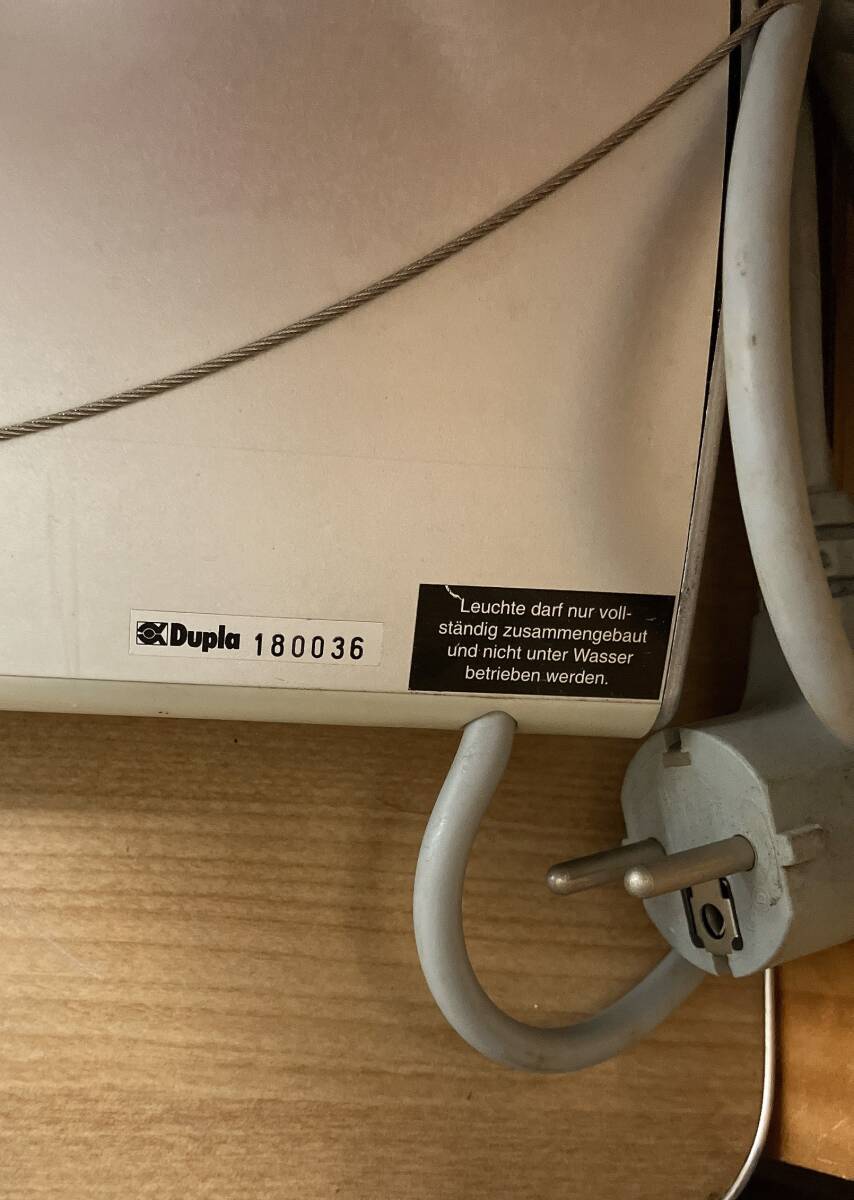 Dupla 180036
Leuchte darf nur voll-
ständig zusammengebaut
und nicht unter Wasser
betrieben werden.